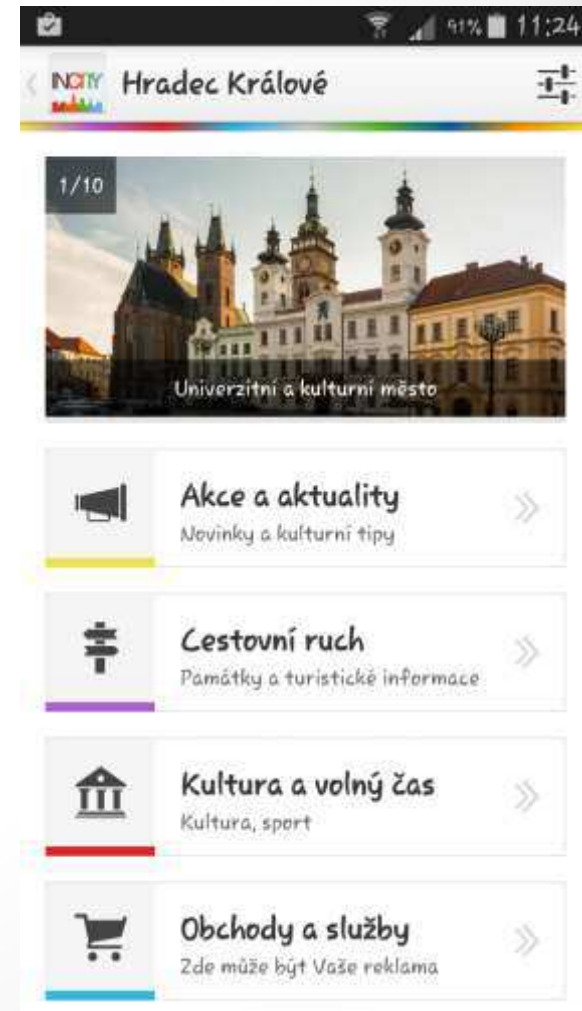 91% 11:24
INCITY Hradec Králové
1/10
Univerzitní a kulturní město
Akce a aktuality
Novinky a kulturní tipy
Cestovní ruch
Památky a turistické informace
Kultura a volný čas
Kultura, sport
Obchody a služby
Zde může být Vaše reklama